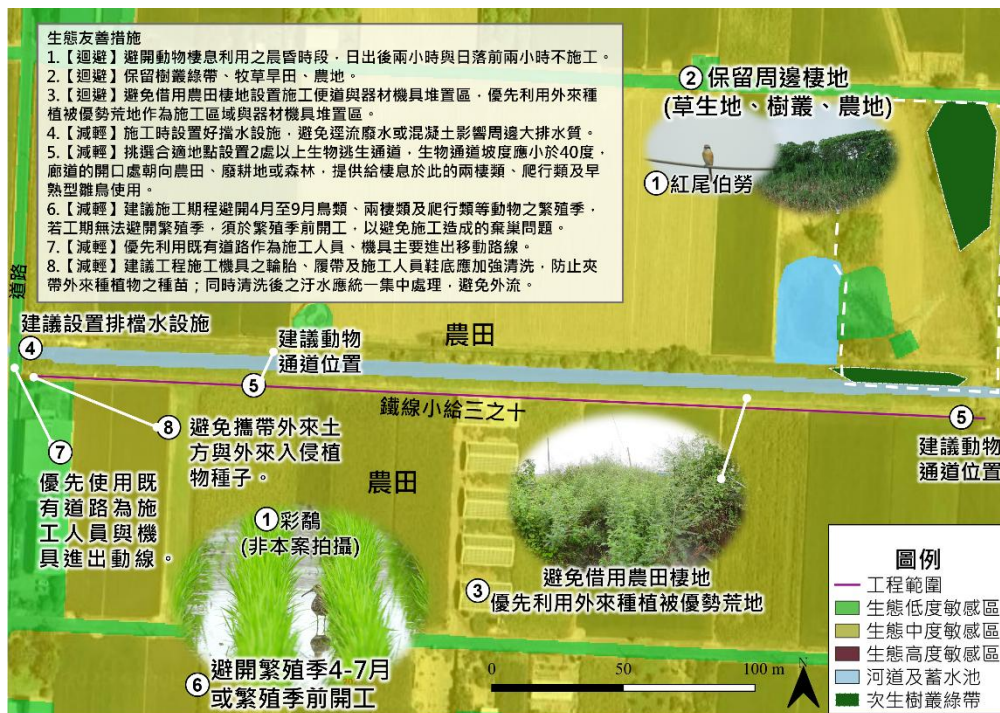 生態友善措施
1.【迴避】避開動物棲息利用之晨昏時段，日出後兩小時與日落前兩小時不施工。
2.【迴避】保留樹叢綠帶、牧草旱田、農地。
3.【迴避】避免借用農田棲地設置施工便道與器材機具堆置區，優先利用外來種
植被優勢荒地作為施工區域與器材機具堆置區。
4.【減輕】施工時設置好擋水設施，避免逕流廢水或混凝土影響周邊大排水質。
5.【減輕】挑選合適地點設置2處以上生物逃生通道，生物通道坡度應小於40度，
廊道的開口處朝向農田、廢耕地或森林，提供給棲息於此的兩棲類、爬行類及早
熟型雛鳥使用。
6.【減輕】建議施工期程避開4月至9月鳥類、兩棲類及爬行類等動物之繁殖季，
若工期無法避開繁殖季，須於繁殖季前開工，以避免施工造成的棄巢問題。
7.【減輕】優先利用既有道路作為施工人員、機具主要進出移動路線。
8.【減輕】建議工程施工機具之輪胎、履帶及施工人員鞋底應加強清洗，防止夾
帶外來種植物之種苗；同時清洗後之汙水應統一集中處理，避免外流。
② 保留周邊棲地
(草生地、樹叢、農地)
① 紅尾伯勞
道路
建議設置排檔水設施
④
建議動物
通道位置
⑤
農田
鐵線小給三之十
⑤
建議動物
通道位置
⑧ 避免攜帶外來土
方與外來入侵植
物種子。
⑦
優先使用既
有道路為施
工人員與機
具進出動線。
農田
① 彩鷸
(非本案拍攝)
避免借用農田棲地
③ 優先利用外來種植被優勢荒地
⑥ 避開繁殖季4-7月
或繁殖季前開工
0 50 100 m
N
圖例
工程範圍
生態低度敏感區
生態中度敏感區
生態高度敏感區
河道及蓄水池
次生樹叢綠帶